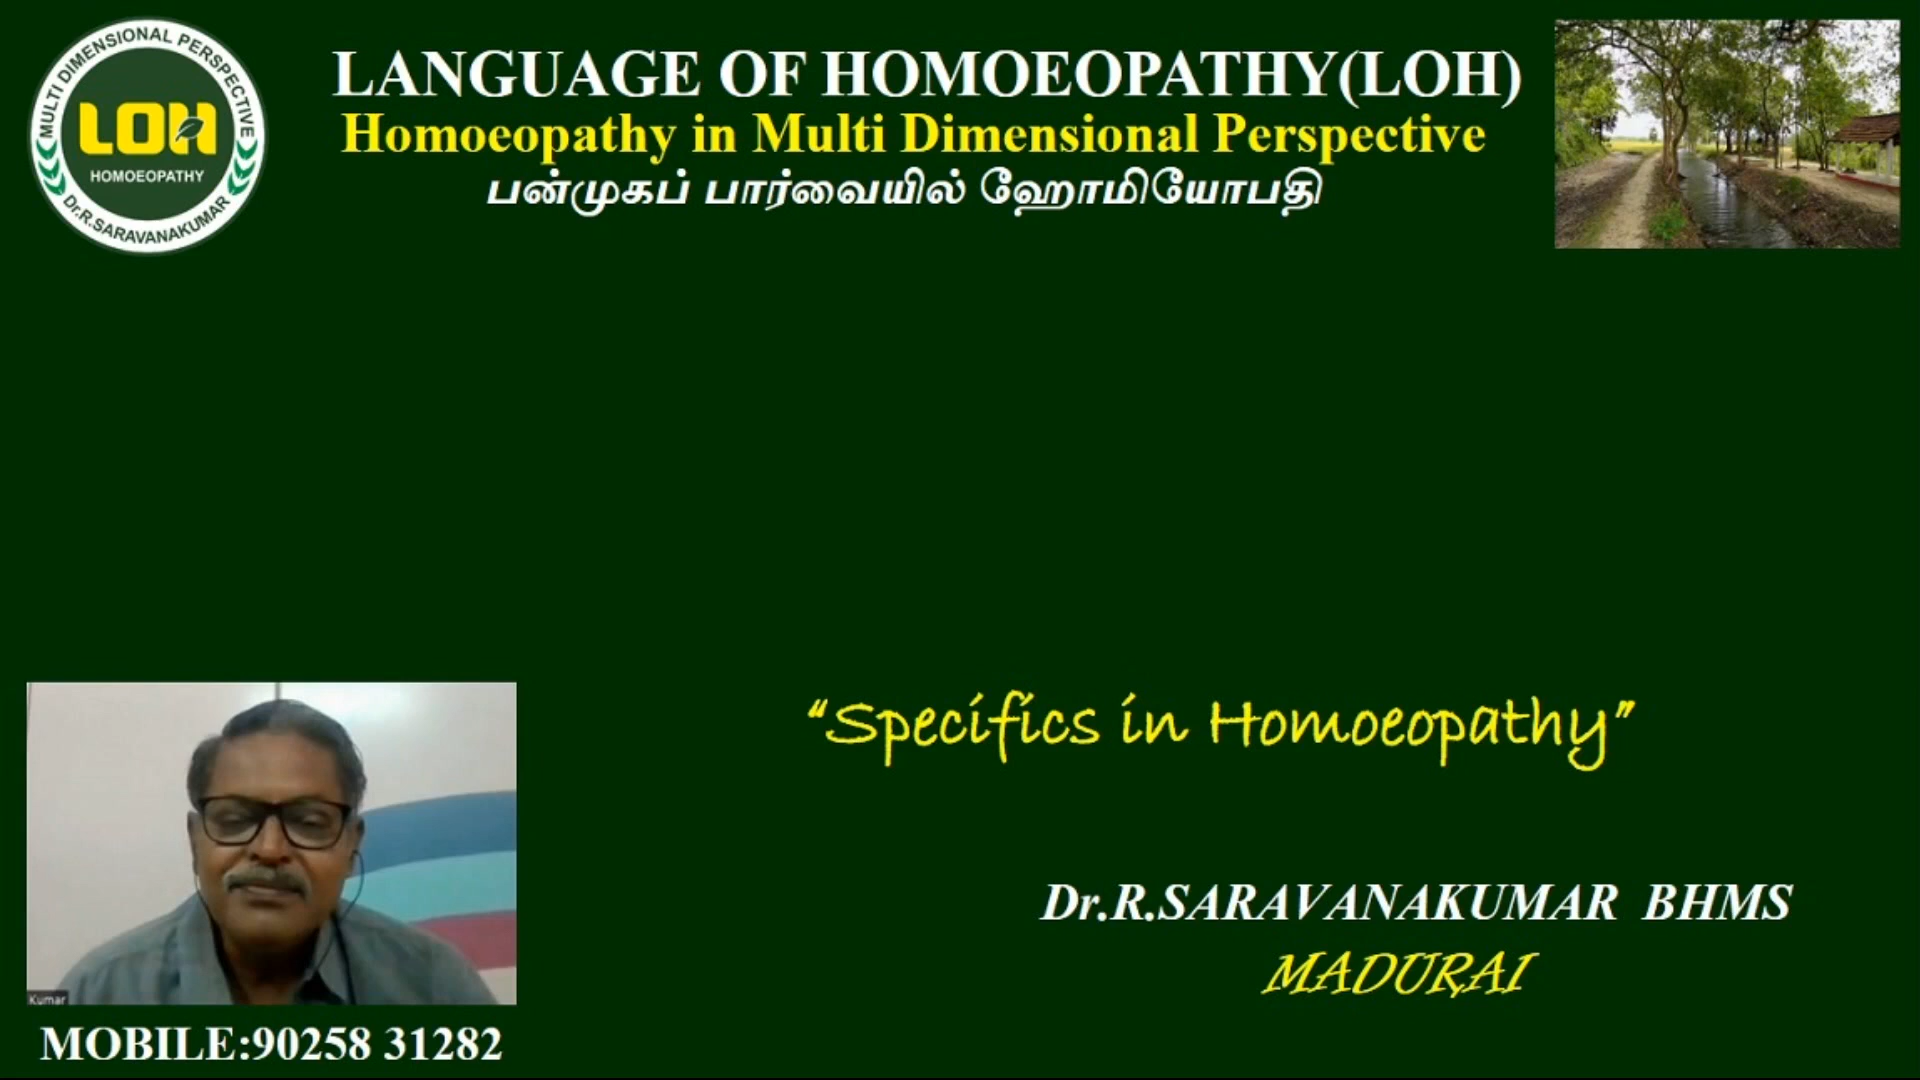 MULTI DIMENSIONAL PERSPECTIVE
LOH
HOMOEOPATHY
Dr.R.SARAVANAKUMAR
LANGUAGE OF HOMOEOPATHY(LOH)
Homoeopathy in Multi Dimensional Perspective
பன்முகப் பார்வையில் ஹோமியோபதி
“Specifics in Homoeopathy”
Dr.R.SARAVANAKUMAR BHMS
MADURAI
Kumar
MOBILE:90258 31282